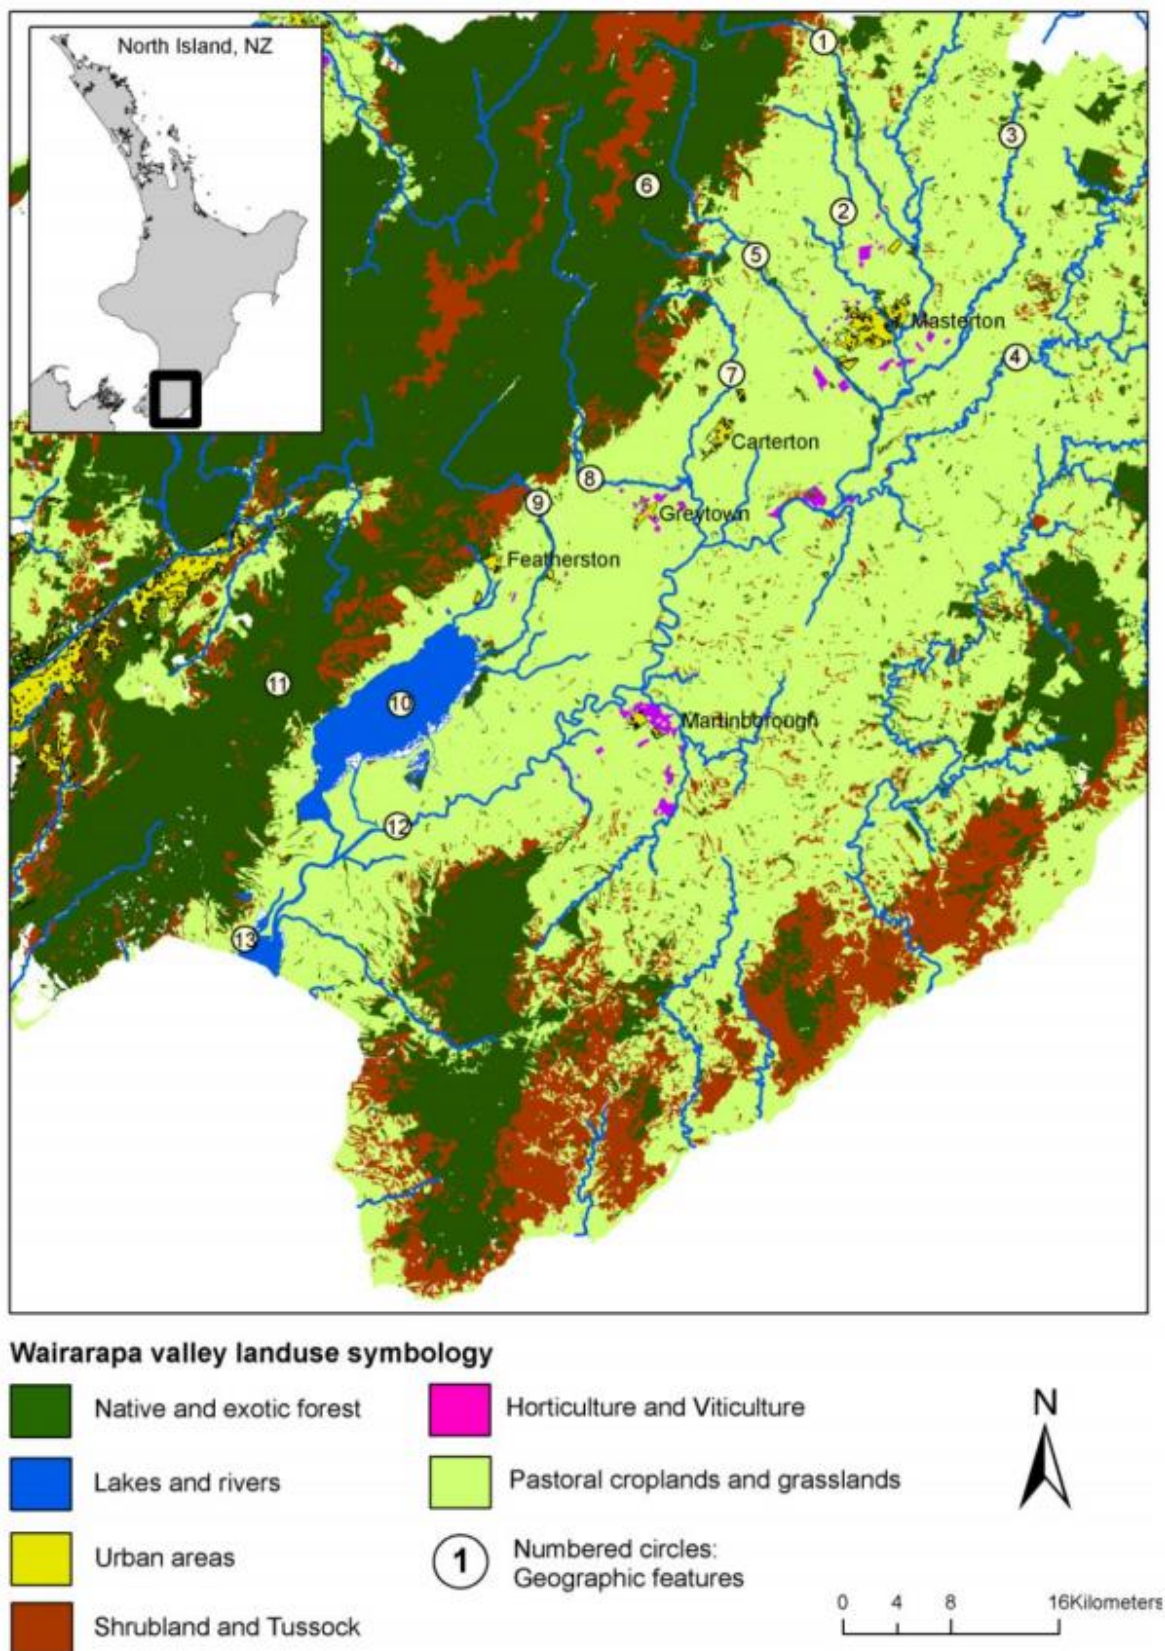 North Island, NZ
1
3
6
2
5
Masterton
4
7
Carterton
8
9
Greytown
Featherston
11
10
Martinborough
12
13
Wairarapa valley landuse symbology
Native and exotic forest
Lakes and rivers
Urban areas
Shrubland and Tussock
Horticulture and Viticulture
Pastoral croplands and grasslands
1
Numbered circles:
Geographic features
N
0 4 8 16Kilometers